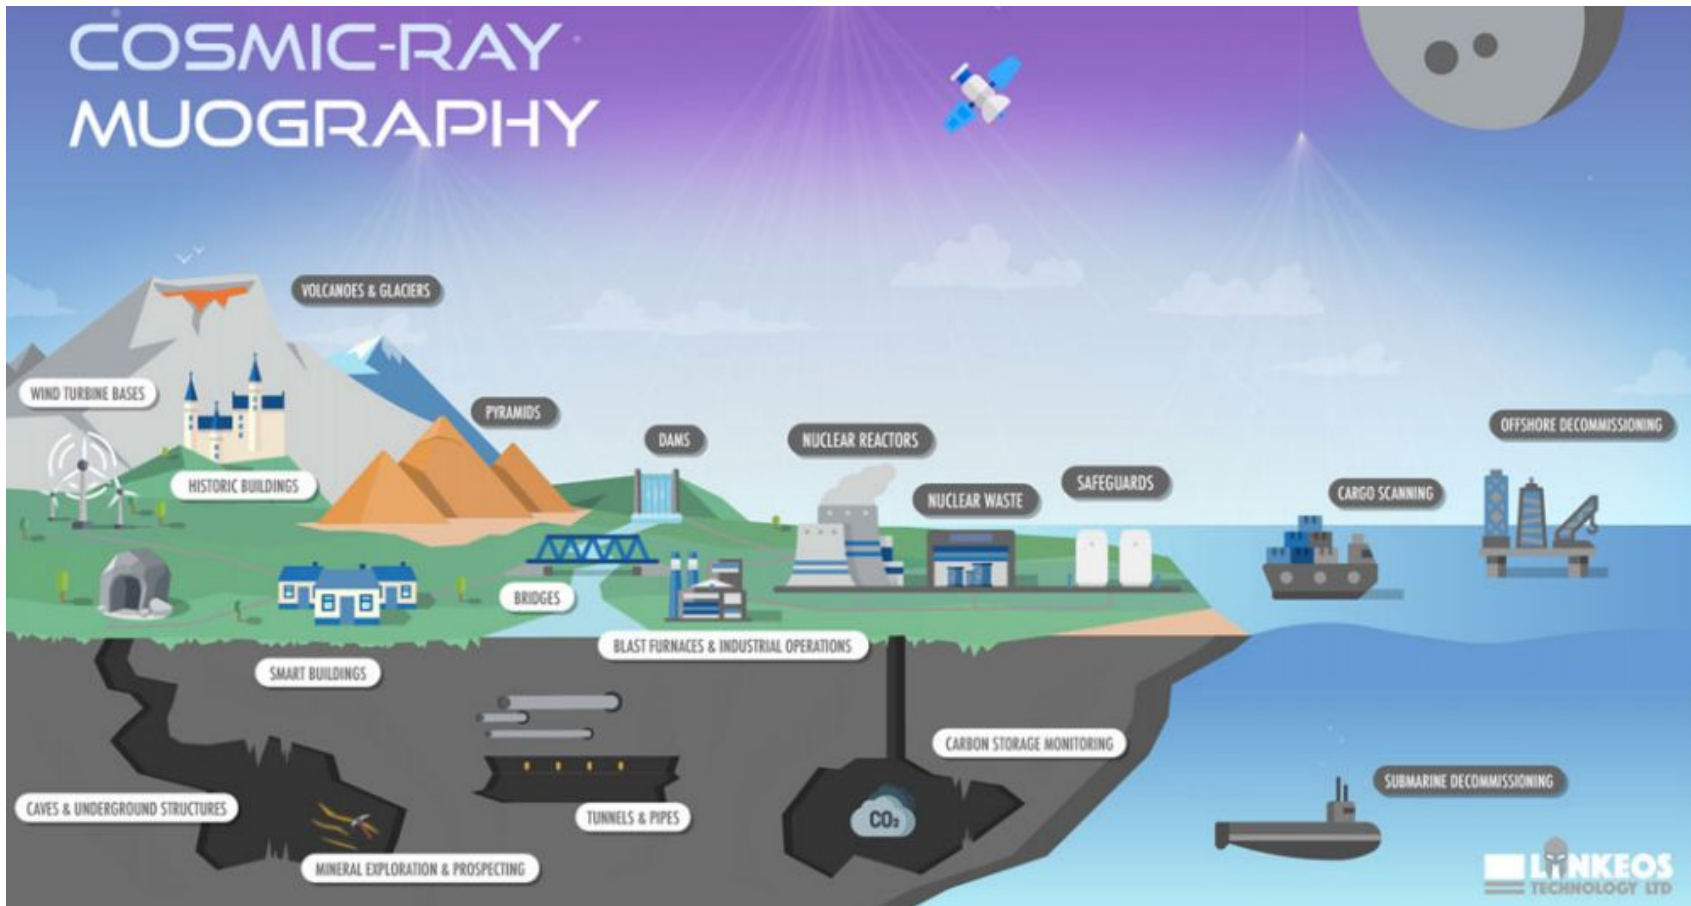 COSMIC-RAY
MUOGRAPHY
VOLCANOES & GLACIERS
WIND TURBINE BASES
PYRAMIDS
HISTORIC BUILDINGS
DAMS
NUCLEAR REACTORS
NUCLEAR WASTE
SAFEGUARDS
CARGO SCANNING
OFFSHORE DECOMMISSIONING
BRIDGES
BLAST FURNACES & INDUSTRIAL OPERATIONS
SMART BUILDINGS
CARBON STORAGE MONITORING
CAVES & UNDERGROUND STRUCTURES
TUNNELS & PIPES
CO₂
SUBMARINE DECOMMISSIONING
MINERAL EXPLORATION & PROSPECTING
LYNKEOS
TECHNOLOGY LTD